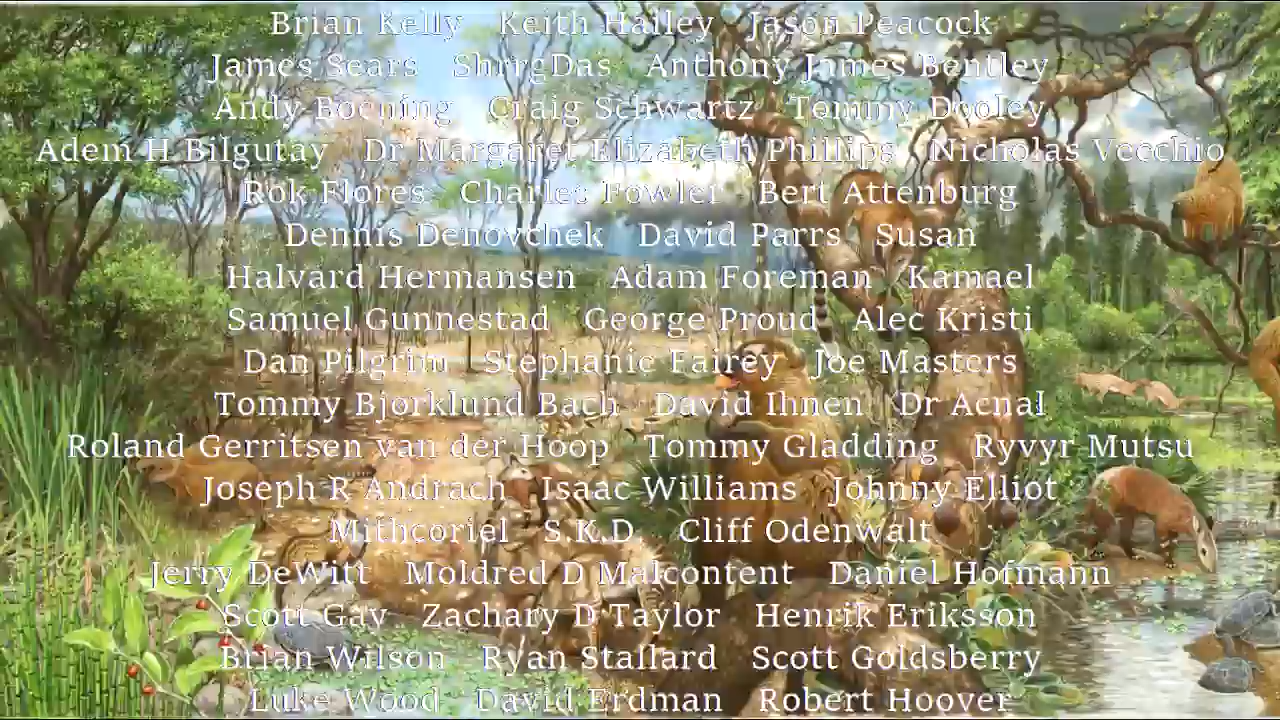 Brian Kelly Keith Hailey Jason Peacock
James Sears ShrrgDas Anthony James Bentley
Andy Boening Craig Schwartz Tommy Dooley
Adem H Bilgutay Dr Margaret Elizabeth Phillips Nicholas Vecchio
Rok Flores Charles Fowler Bert Attenburg
Dennis Denovchek David Parrs Susan
Halvard Hermansen Adam Foreman Kamael
Samuel Gunnestad George Proud Alec Kristi
Dan Pilgrim Stephanie Fairey Joe Masters
Tommy Bjorklund Bach David Ihnen Dr Acnał
Roland Gerritsen van der Hoop Tommy Gladding Ryvyr Mutsu
Joseph R Andrach Isaac Williams Johnny Elliot
Mithcoriel S.K.D. Cliff Odenwalt
Jerry DeWitt Moldred D Malcontent Daniel Hofmann
Scott Gay Zachary D Taylor Henrik Eriksson
Brian Wilson Ryan Stallard Scott Goldsberry
Luke Wood David Erdman Robert Hoover